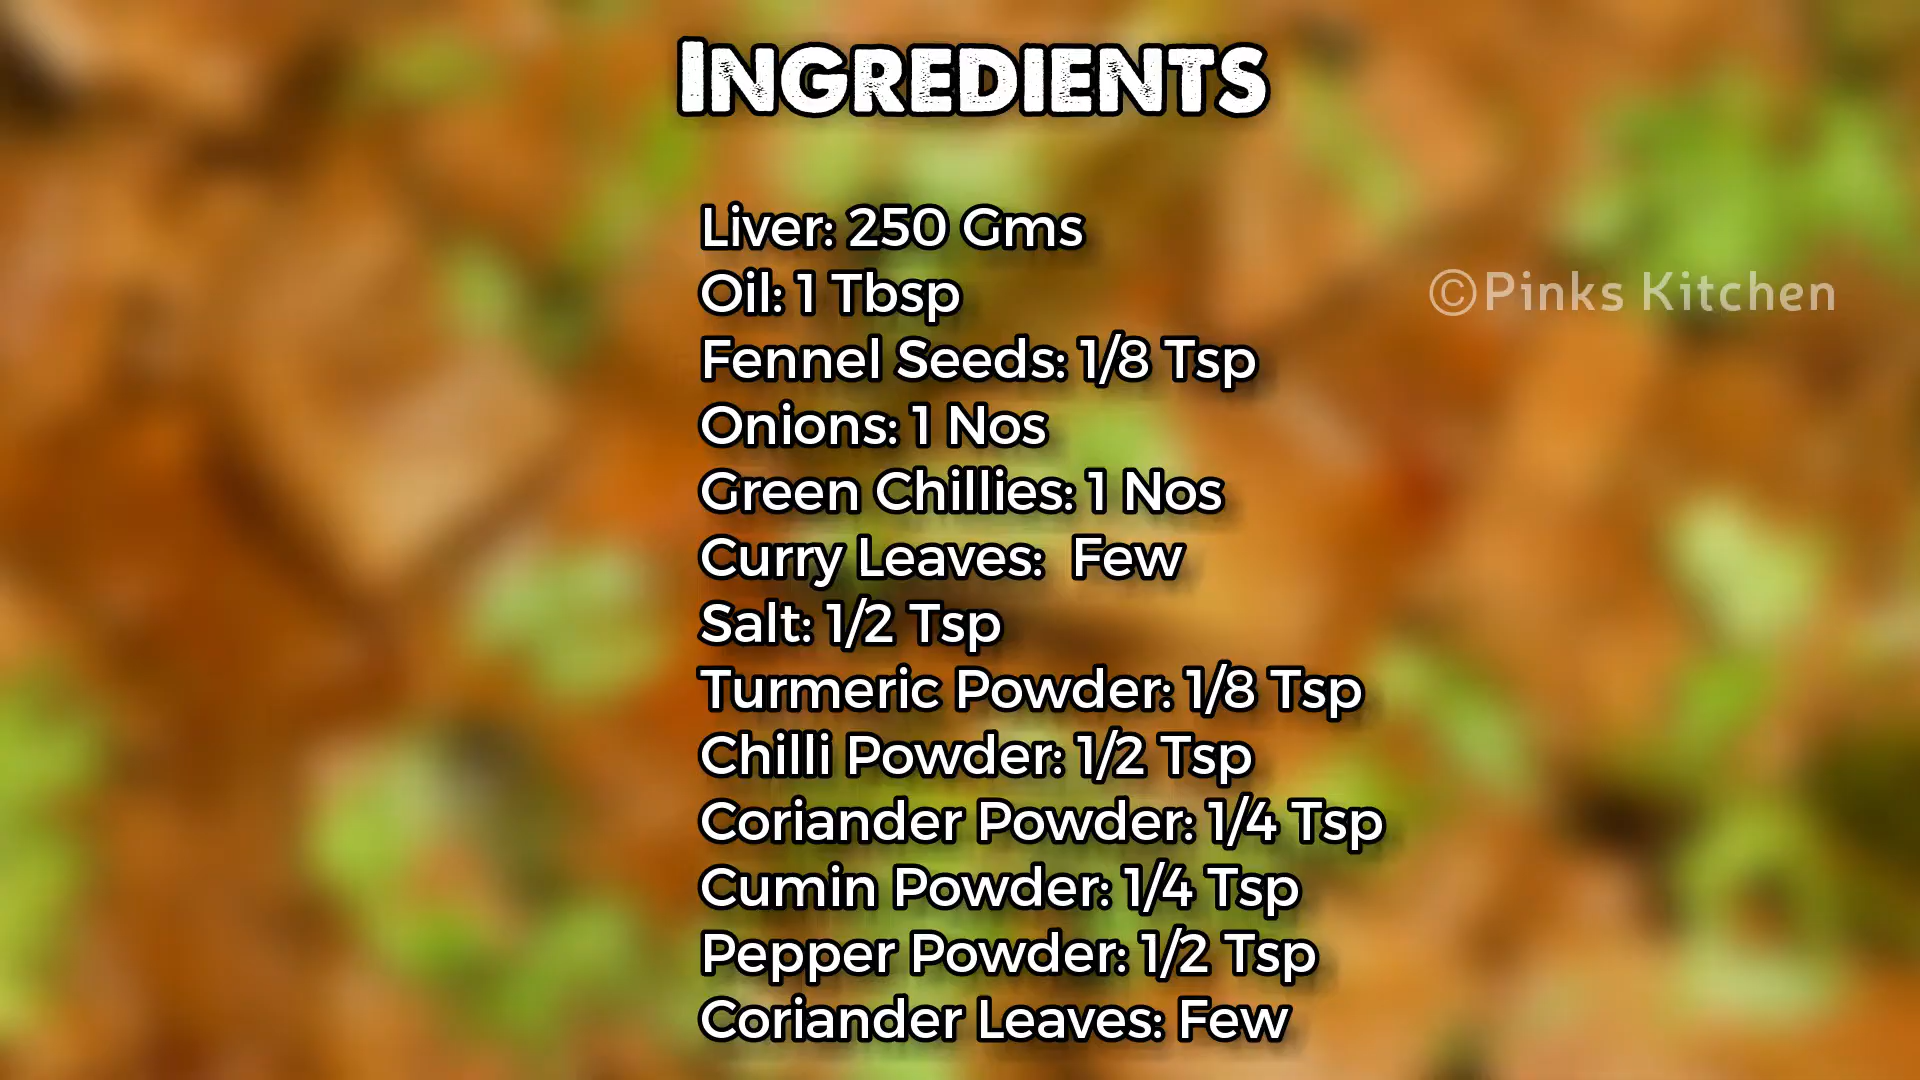 INGREDIENTS
Liver: 250 Gms
Oil: 1 Tbsp
©Pinks Kitchen
Fennel Seeds: 1/8 Tsp
Onions: 1 Nos
Green Chillies: 1 Nos
Curry Leaves:  Few
Salt: 1/2 Tsp
Turmeric Powder: 1/8 Tsp
Chilli Powder: 1/2 Tsp
Coriander Powder: 1/4 Tsp
Cumin Powder: 1/4 Tsp
Pepper Powder: 1/2 Tsp
Coriander Leaves: Few